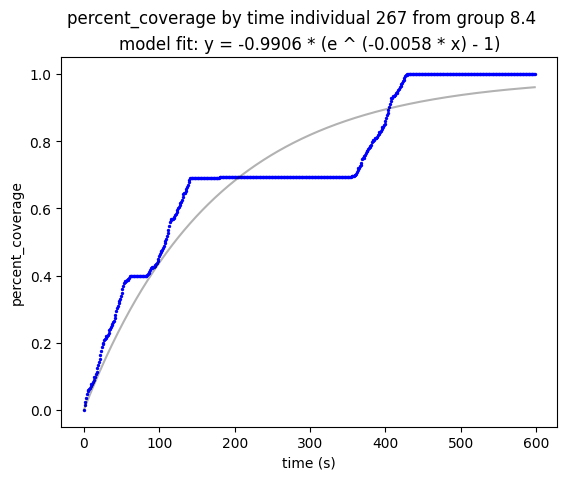 percent_coverage by time individual 267 from group 8.4
model fit: y = -0.9906 * (e ^ (-0.0058 * x) - 1)
1.0
0.8
0.6
0.4
0.2
0.0
percent_coverage
0 100 200 300 400 500 600
time (s)